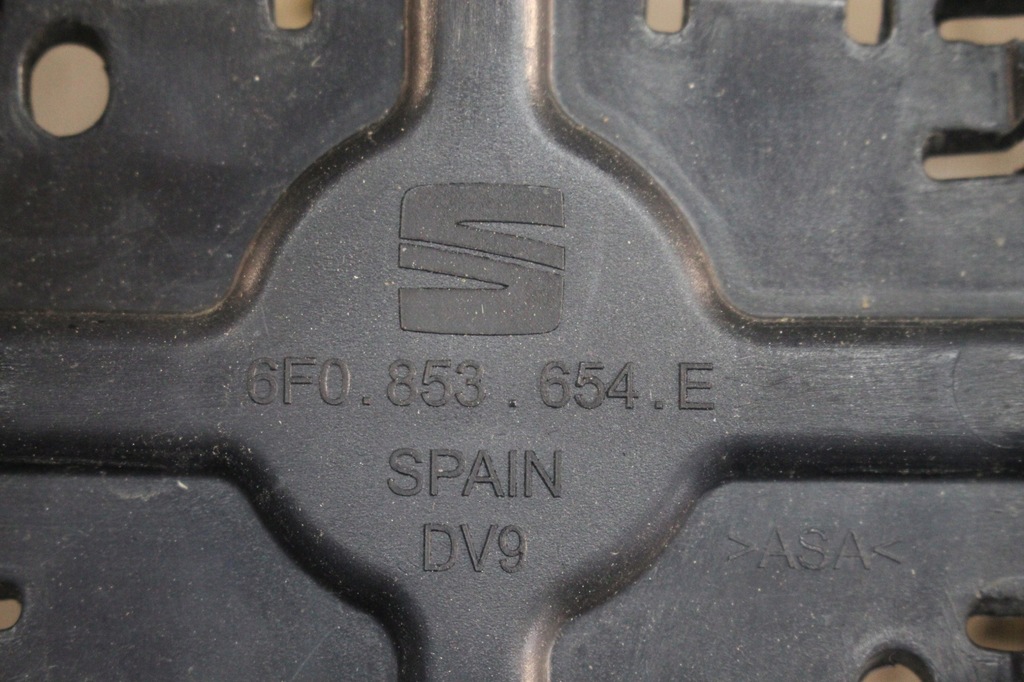 6F0.853.654.E
SPAIN
DV9
>ASA<